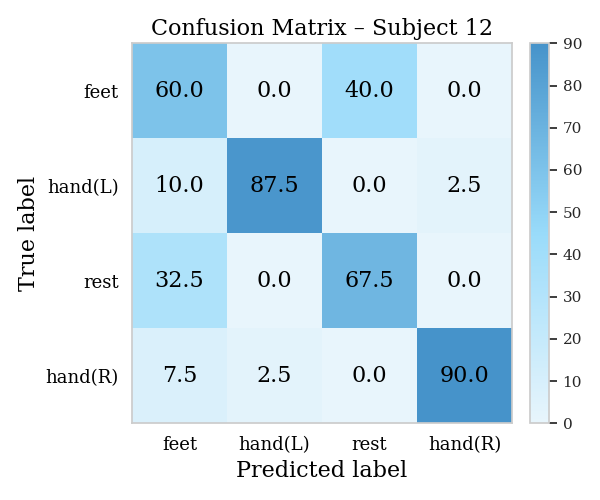 Confusion Matrix – Subject 12
True label
feet 60.0 0.0 40.0 0.0
hand(L) 10.0 87.5 0.0 2.5
rest 32.5 0.0 67.5 0.0
hand(R) 7.5 2.5 0.0 90.0
feet hand(L) rest hand(R)
Predicted label
90
80
70
60
50
40
30
20
10
0